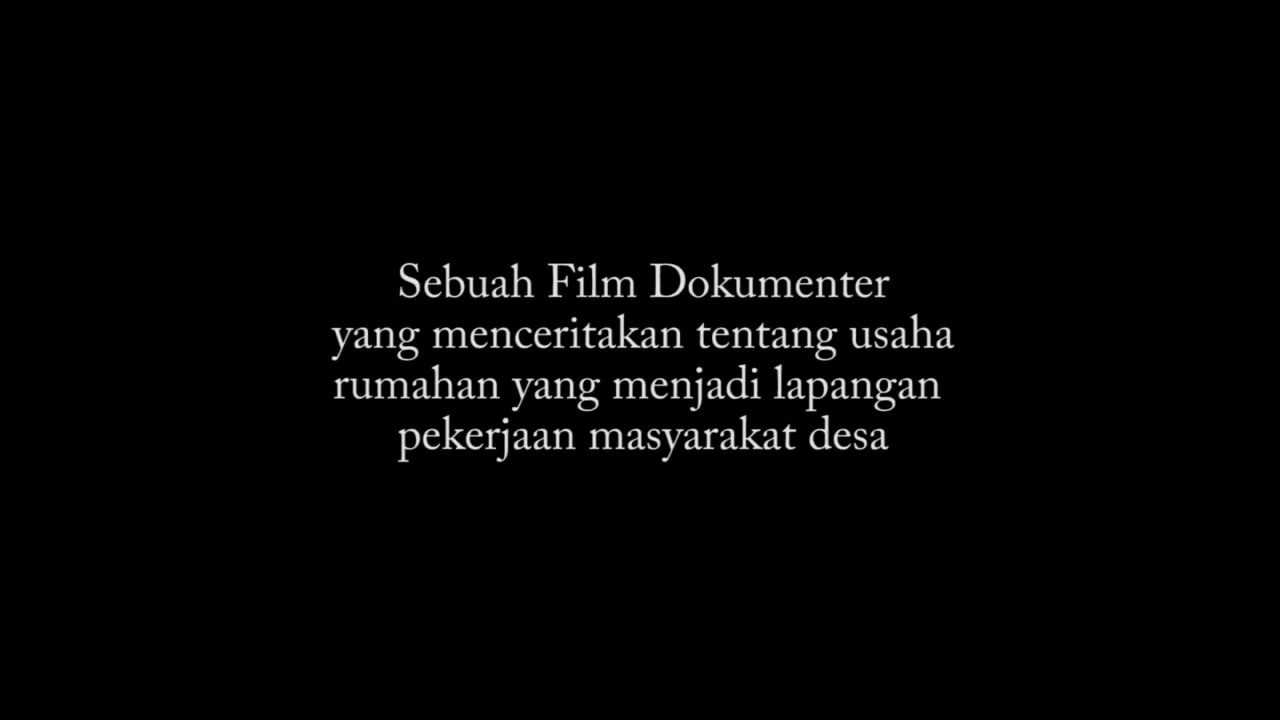 Sebuah Film Dokumenter
yang menceritakan tentang usaha
rumahan yang menjadi lapangan
pekerjaan masyarakat desa